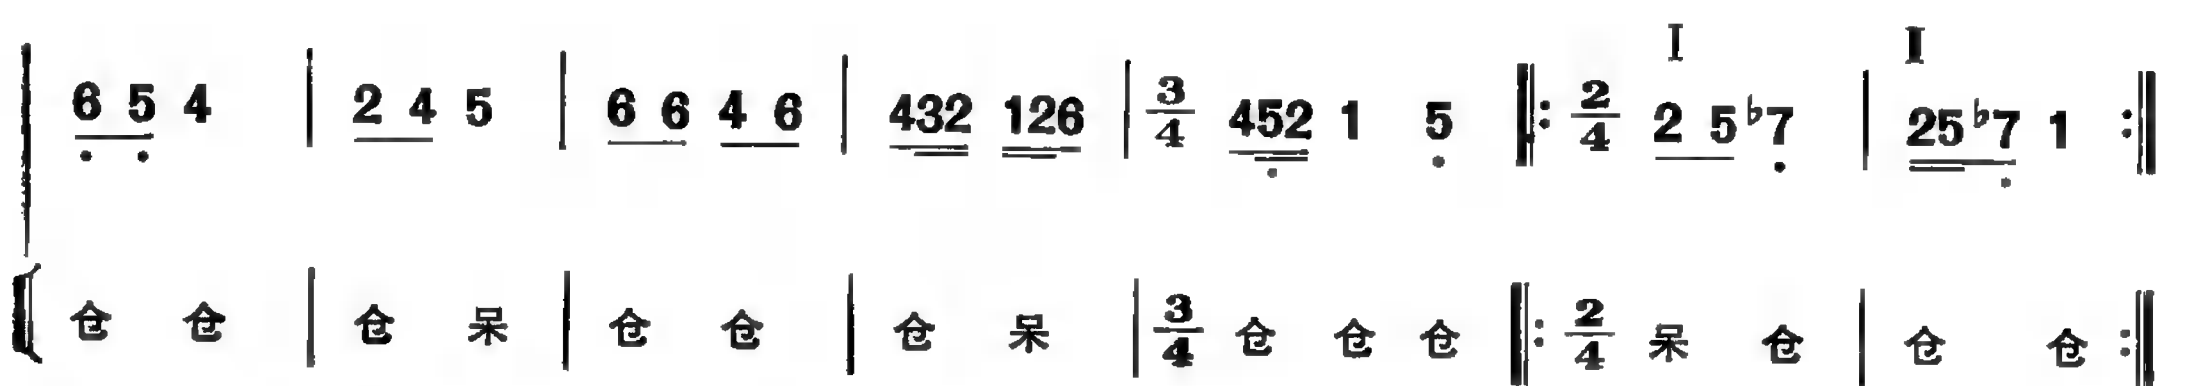 I I
6 5 4 | 2 4 5 | 6 6 4 6 | 432 126 | 3/4 452 1 5 ‖: 2/4 2 5 ♭7 | 25♭7 1 :‖
仓 仓 | 仓 呆 | 仓 仓 | 仓 呆 | 3/4 仓 仓 仓 ‖: 2/4 呆 仓 | 仓 仓 :‖